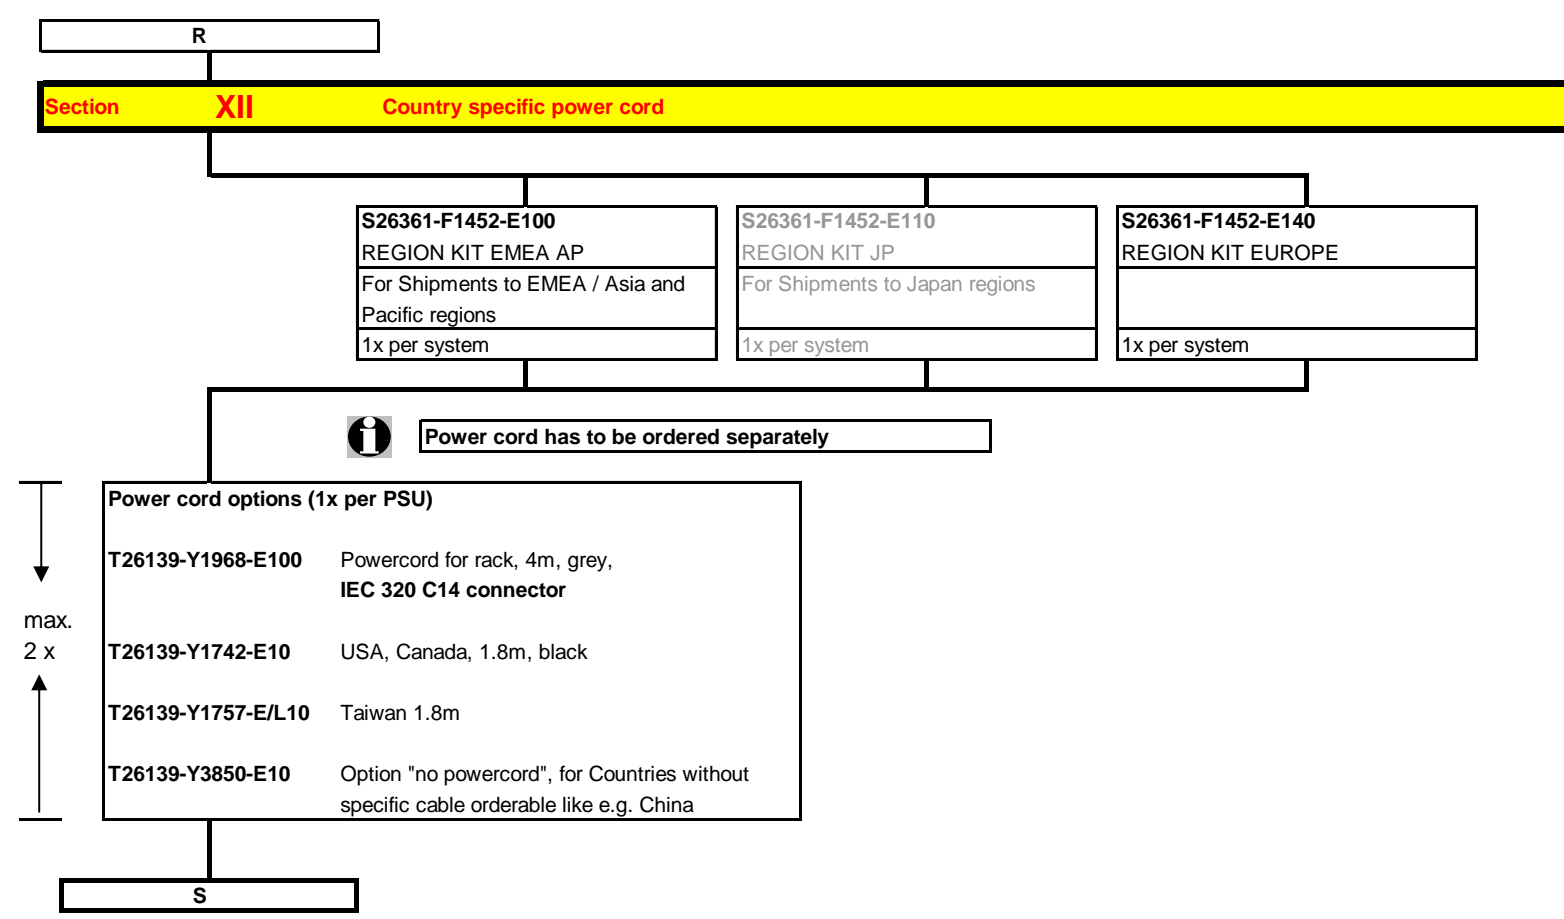 R
Section XII Country specific power cord
S26361-F1452-E100
REGION KIT EMEA AP
For Shipments to EMEA / Asia and
Pacific regions
1x per system
S26361-F1452-E110
REGION KIT JP
For Shipments to Japan regions
1x per system
S26361-F1452-E140
REGION KIT EUROPE
1x per system
i
Power cord has to be ordered separately
max.
2 x
Power cord options (1x per PSU)
T26139-Y1968-E100 Powercord for rack, 4m, grey,
IEC 320 C14 connector
T26139-Y1742-E10 USA, Canada, 1.8m, black
T26139-Y1757-E/L10 Taiwan 1.8m
T26139-Y3850-E10 Option "no powercord", for Countries without
specific cable orderable like e.g. China
S